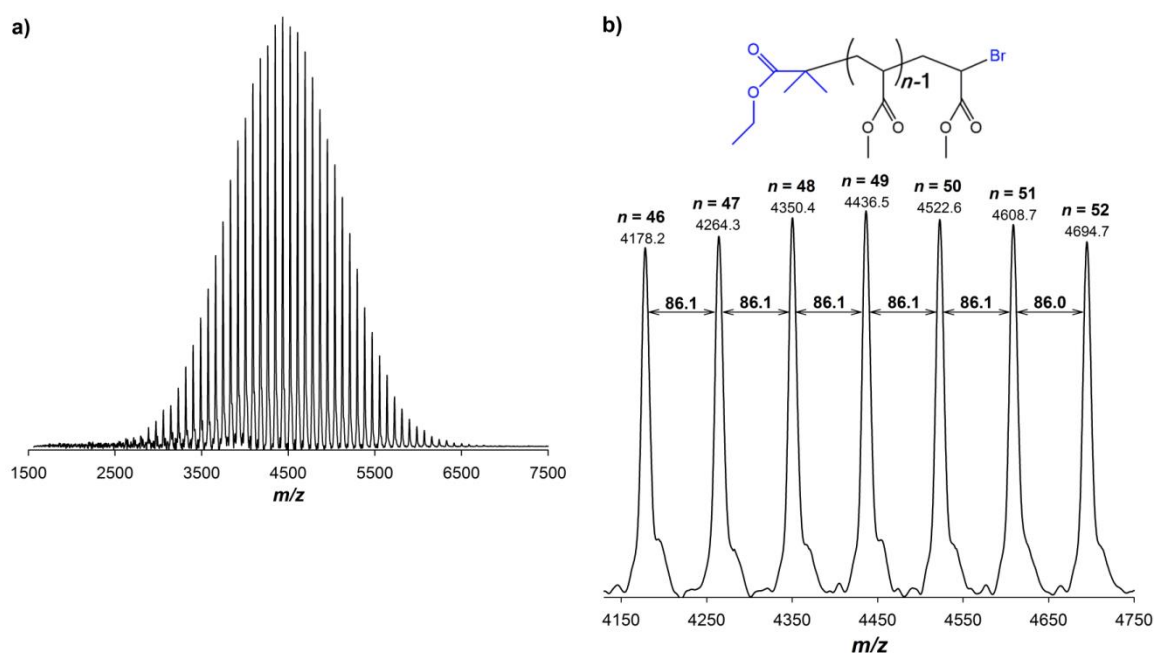 a)
1500 2500 3500 4500 5500 6500 7500
m/z
b)
O
O
Br
n-1
O O
O O
n = 46
4178.2
n = 47
4264.3
n = 48
4350.4
n = 49
4436.5
n = 50
4522.6
n = 51
4608.7
n = 52
4694.7
86.1 86.1 86.1 86.1 86.1 86.0
4150 4250 4350 4450 4550 4650 4750
m/z